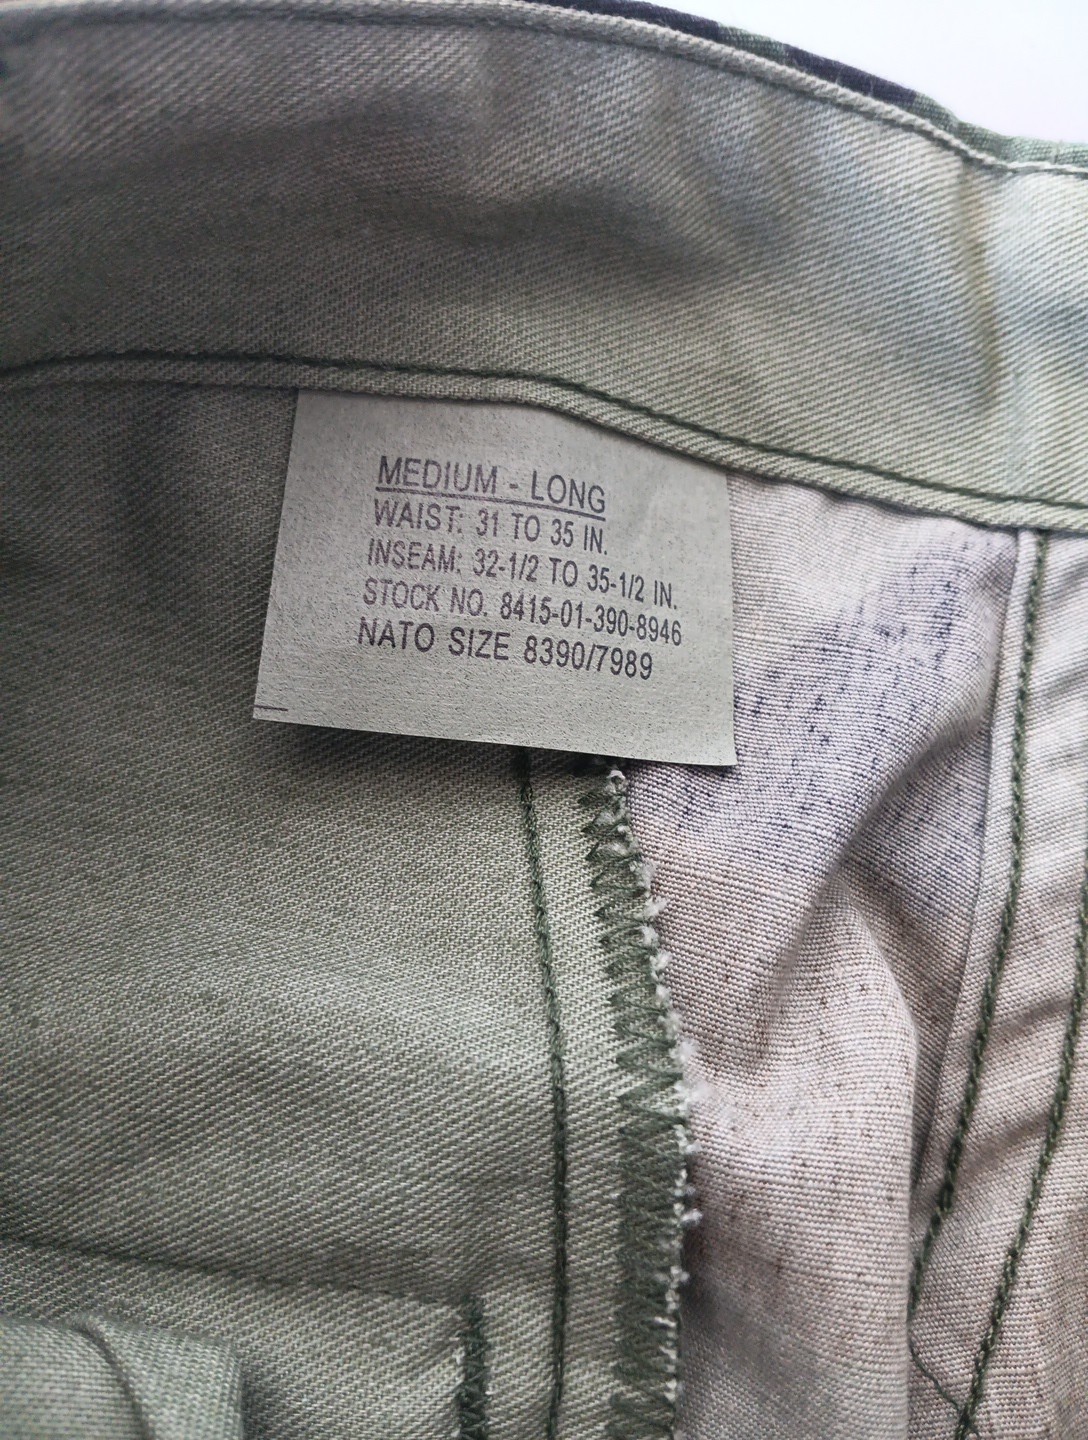 MEDIUM - LONG
WAIST: 31 TO 35 IN.
INSEAM: 32-1/2 TO 35-1/2 IN.
STOCK NO. 8415-01-390-8946
NATO SIZE 8390/7989